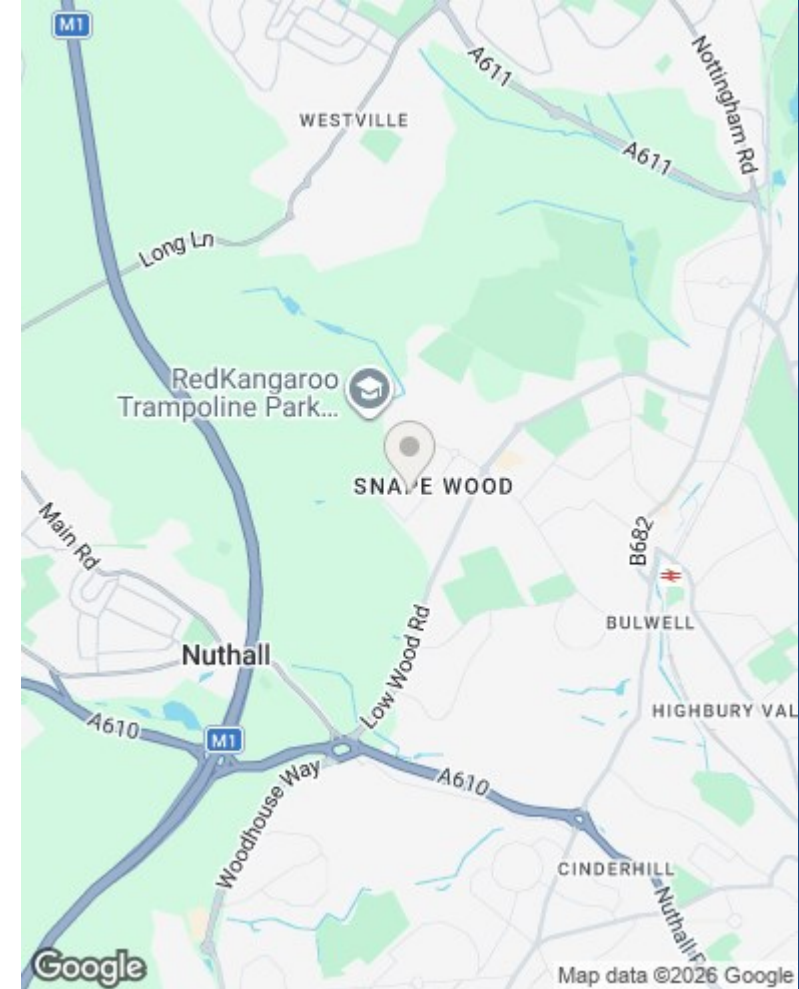 M1
A611
Nottingham Rd
WESTVILLE
A611
Long Ln
RedKangaroo
Trampoline Park...
SNAPE WOOD
Main Rd
B682
BULWELL
Low Wood Rd
Nuthall
HIGHBURY VAL
A610
M1
Woodhouse Way
A610
CINDERHILL
Nuthall R
Google
Map data ©2026 Google